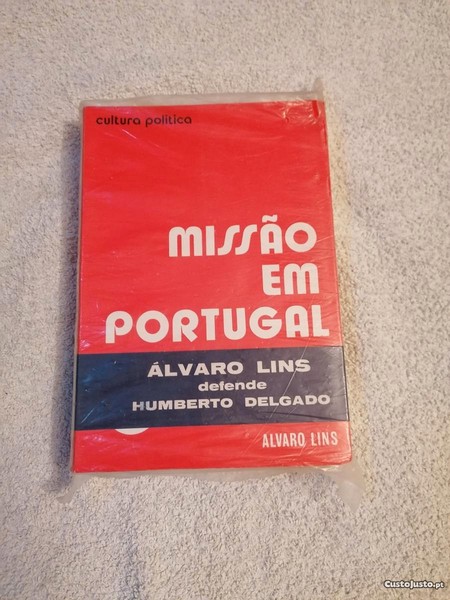 cultura política
MISSÃO
EM
PORTUGAL
ÁLVARO LINS
defende
HUMBERTO DELGADO
ALVARO LINS
CustoJusto.pt